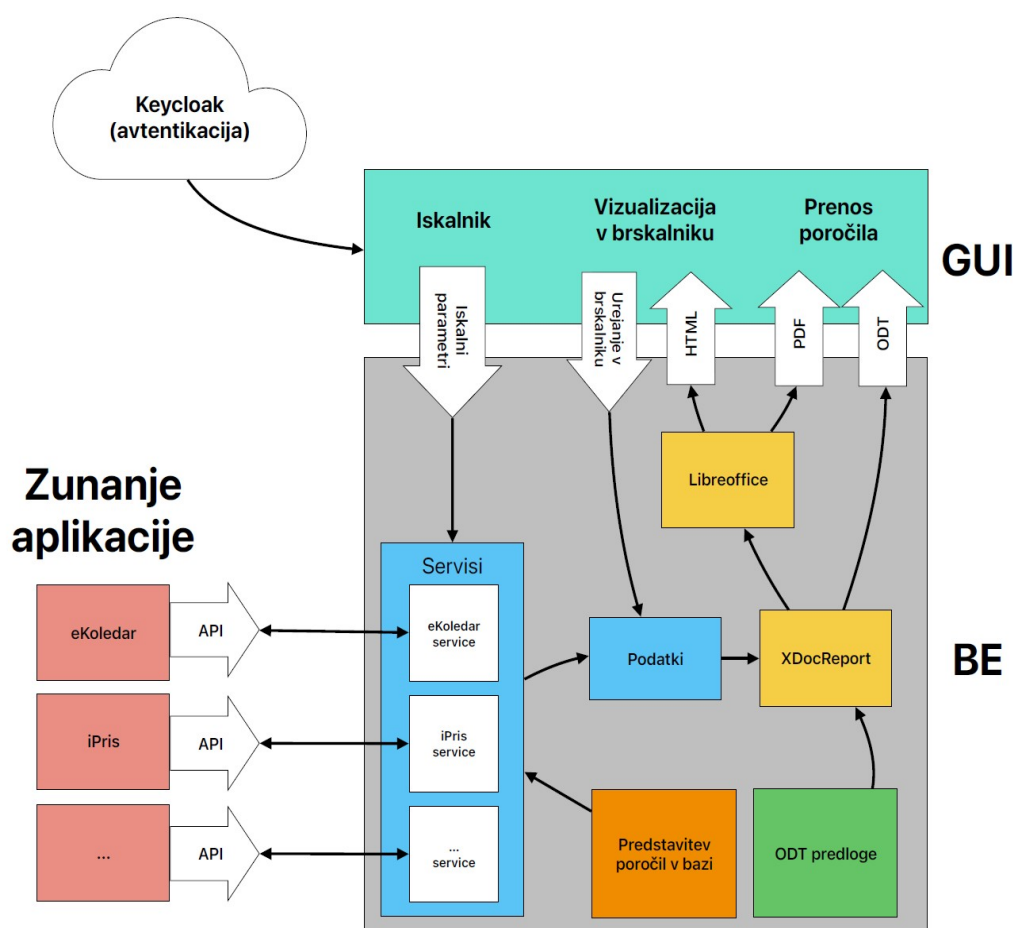 Keycloak
(avtentikacija)
Iskalnik
Vizualizacija
v brskalniku
Prenos
poročila
GUI
Iskalni
parametri
Urejanje v
brskalniku
HTML
PDF
ODT
Libreoffice
Zunanje
aplikacije
Servisi
eKoledar
API
eKoledar
service
Podatki
XDocReport
BE
iPris
API
iPris
service
...
API
...
service
Predstavitev
poročil v bazi
ODT predloge